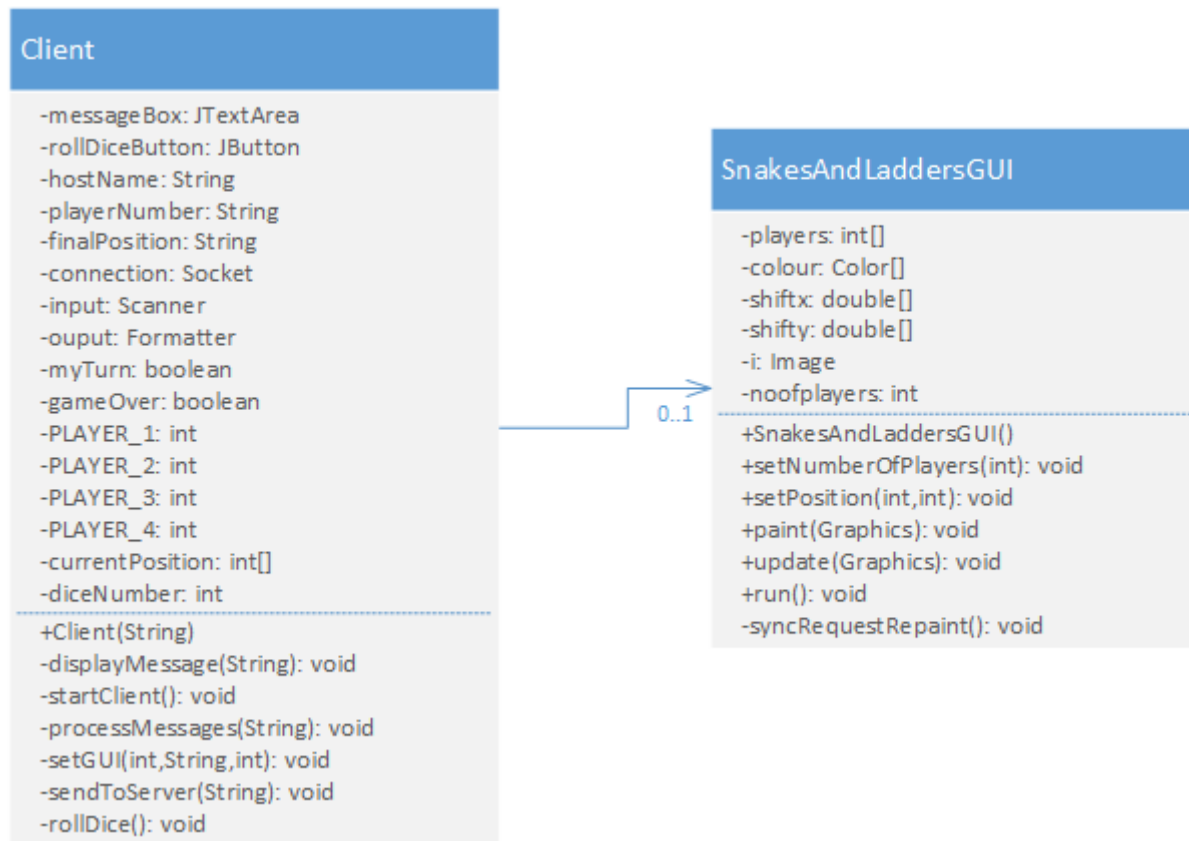 Client
-messageBox: JTextArea
-rollDiceButton: JButton
-hostName: String
-playerNumber: String
-finalPosition: String
-connection: Socket
-input: Scanner
-ouput: Formatter
-myTurn: boolean
-gameOver: boolean
-PLAYER_1: int
-PLAYER_2: int
-PLAYER_3: int
-PLAYER_4: int
-currentPosition: int[]
-diceNumber: int
+Client(String)
-displayMessage(String): void
-startClient(): void
-processMessages(String): void
-setGUI(int,String,int): void
-sendToServer(String): void
-rollDice(): void
0..1
SnakesAndLaddersGUI
-players: int[]
-colour: Color[]
-shiftx: double[]
-shifty: double[]
-i: Image
-noofplayers: int
+SnakesAndLaddersGUI()
+setNumberOfPlayers(int): void
+setPosition(int,int): void
+paint(Graphics): void
+update(Graphics): void
+run(): void
-syncRequestRepaint(): void